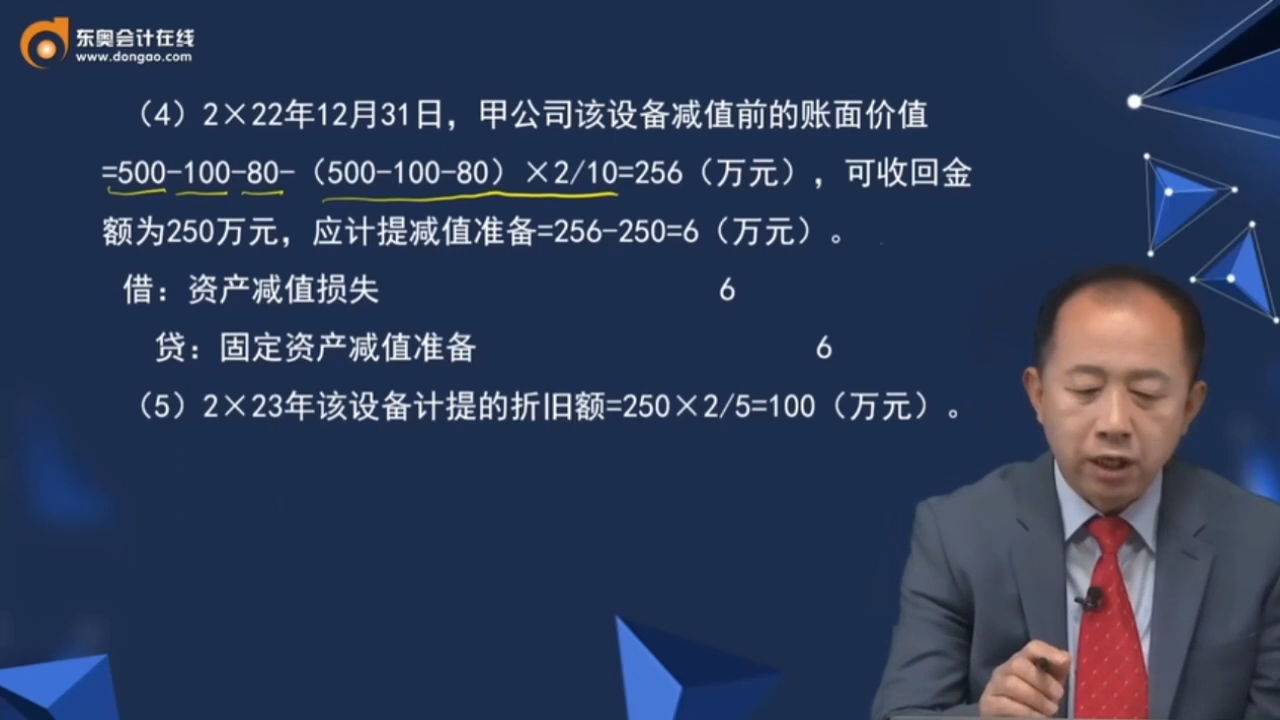 东奥会计在线
www.dongao.com
（4）2×22年12月31日，甲公司该设备减值前的账面价值
=500-100-80-（500-100-80）×2/10=256（万元），可收回金
额为250万元，应计提减值准备=256-250=6（万元）。
借：资产减值损失 6
贷：固定资产减值准备 6
（5）2×23年该设备计提的折旧额=250×2/5=100（万元）。